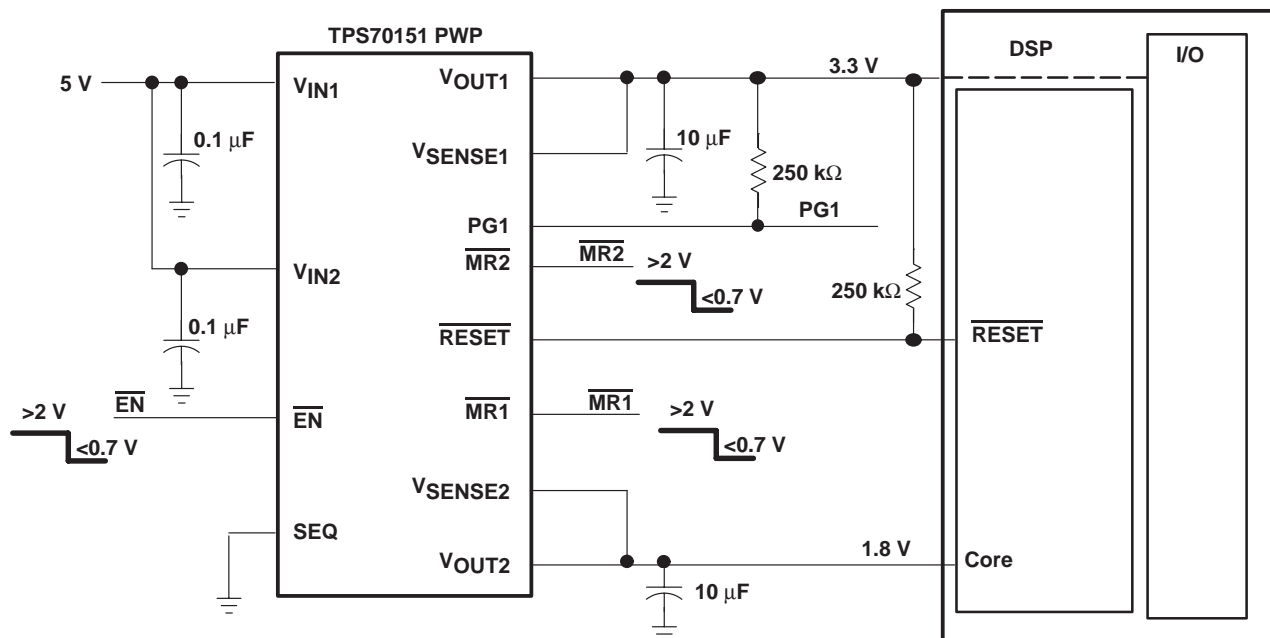 TPS70151 PWP
DSP
I/O
5 V
VIN1
VOUT1
3.3 V
0.1 μF
10 μF
VSENSE1
250 kΩ
PG1
PG1
MR2
MR2
>2 V
<0.7 V
VIN2
250 kΩ
0.1 μF
RESET
RESET
EN
>2 V
<0.7 V
EN
MR1
MR1
>2 V
<0.7 V
VSENSE2
SEQ
VOUT2
1.8 V
Core
10 μF